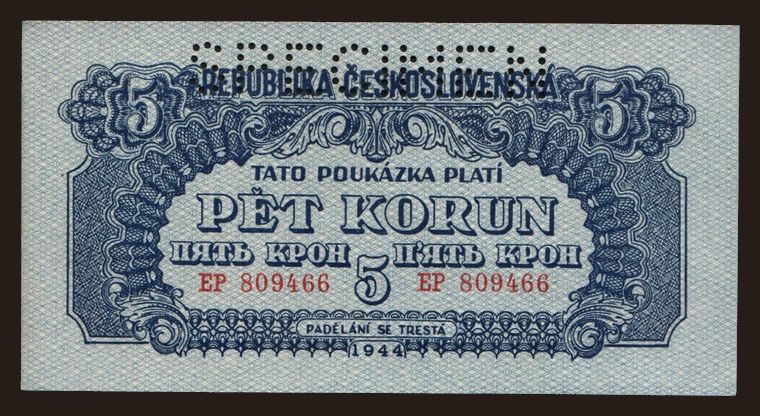 SPECIMEN
REPUBLIKA ČESKOSLOVENSKÁ
5 5
TATO POUKÁZKA PLATÍ
PĚT KORUN
ПЯТЬ КРОН П'ЯТЬ КРОН
EP 809466 5 EP 809466
PADĚLÁNÍ SE TRESTÁ
1944